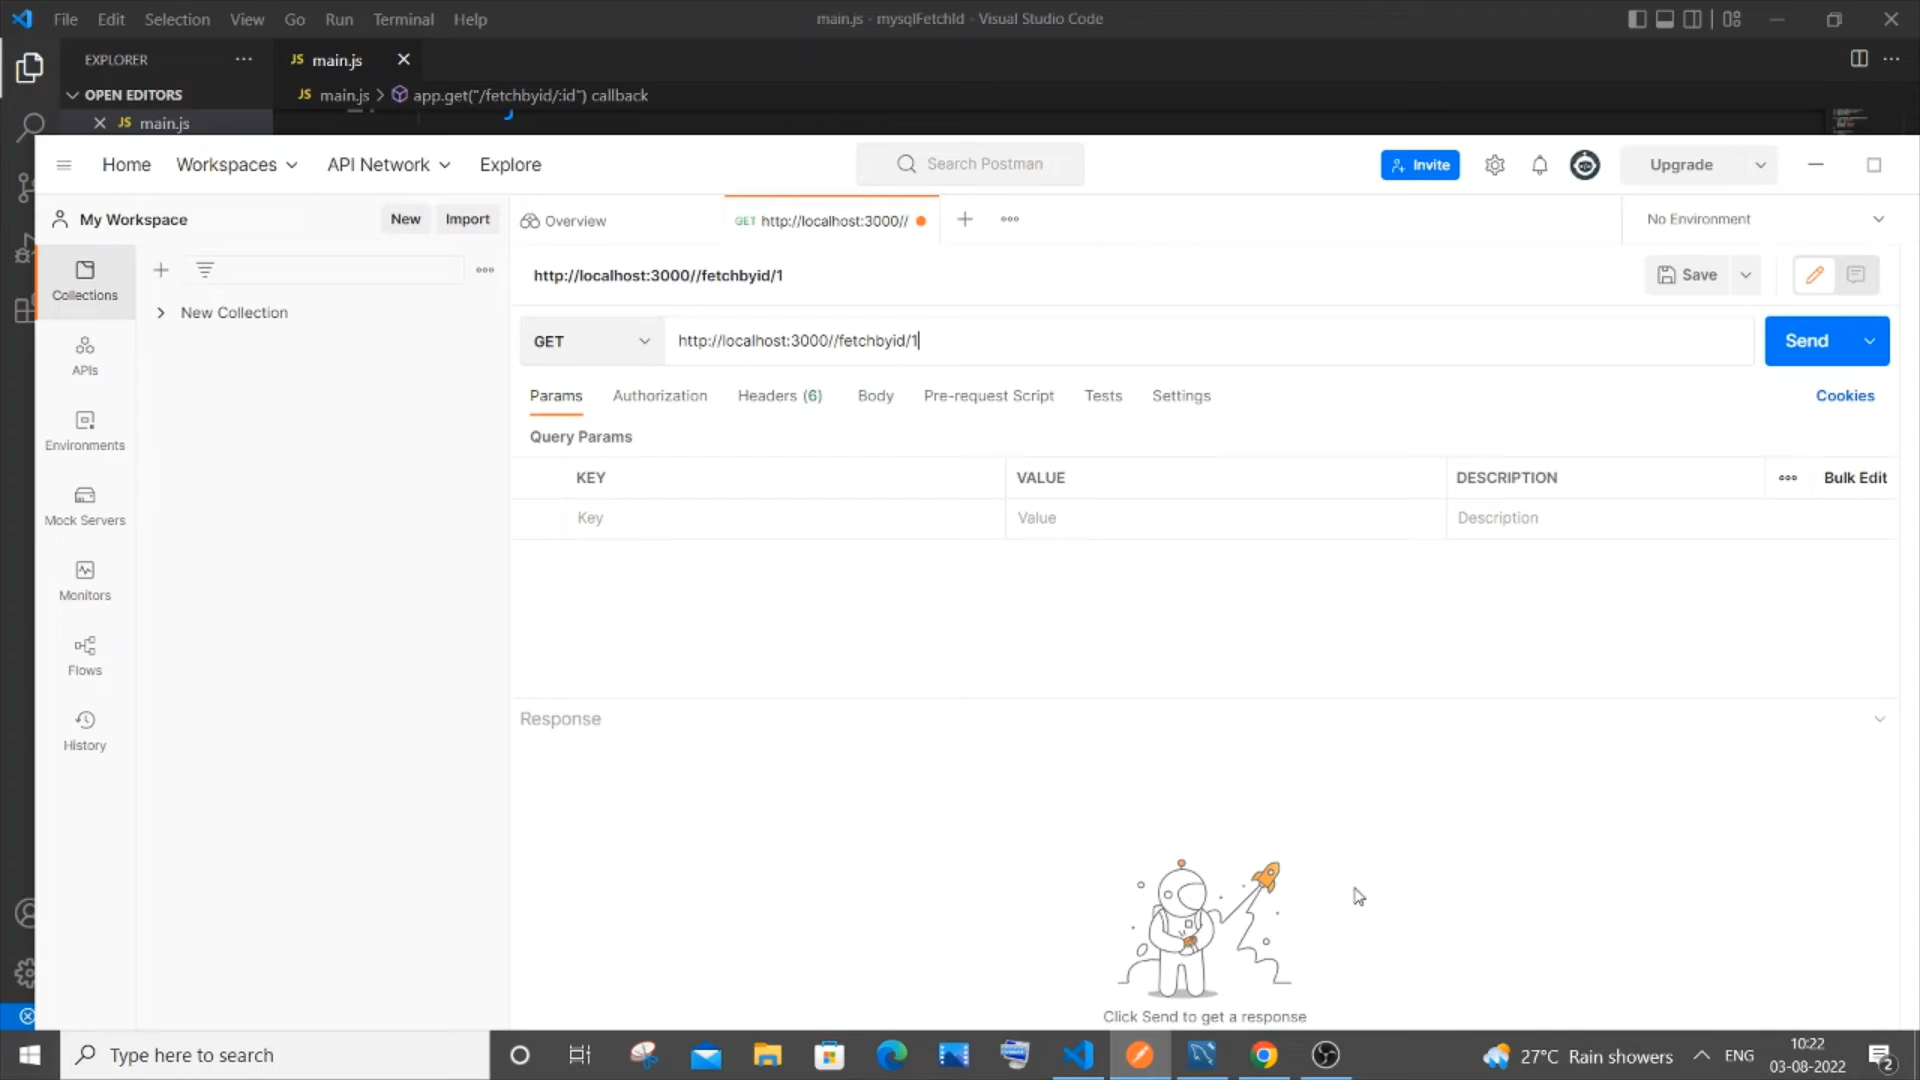 File Edit Selection View Go Run Terminal Help
main.js - mysqlFetchId - Visual Studio Code
EXPLORER
JS main.js
OPEN EDITORS
JS main.js > app.get("/fetchbyid/:id") callback
JS main.js
Home Workspaces API Network Explore
Search Postman
Invite
Upgrade
My Workspace
New Import
Overview
GET http://localhost:3000//
No Environment
Collections
New Collection
APIs
Environments
Mock Servers
Monitors
Flows
History
http://localhost:3000//fetchbyid/1
Save
GET
http://localhost:3000//fetchbyid/1
Send
Params Authorization Headers (6) Body Pre-request Script Tests Settings
Cookies
Query Params
KEY VALUE DESCRIPTION Bulk Edit
Key Value Description
Response
Click Send to get a response
Type here to search
27°C Rain showers
ENG
10:22
03-08-2022
2